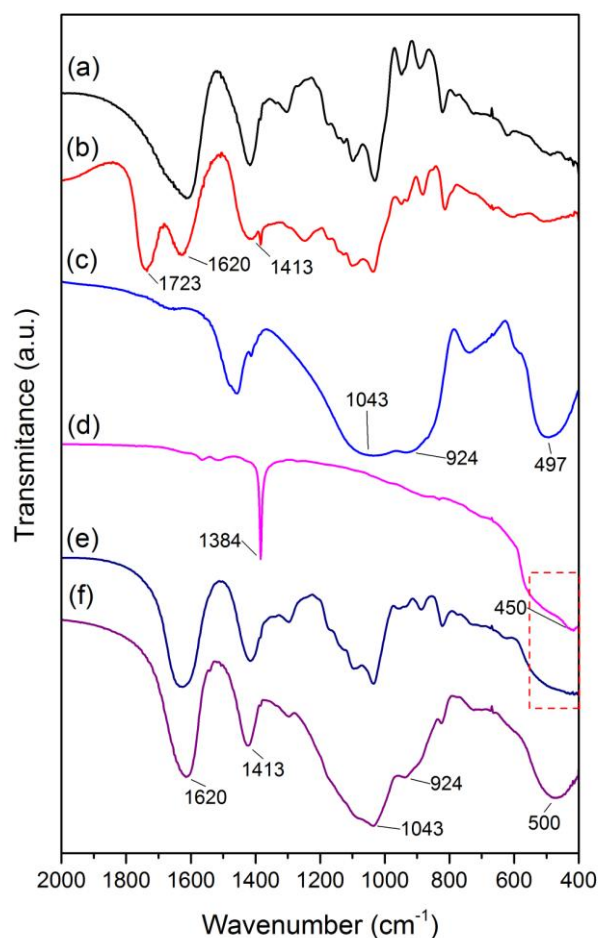 (a)
(b)
1723
1620
1413
(c)
1043
924
497
(d)
1384
(e)
450
(f)
1620
1413
924
1043
500
Transmitance (a.u.)
2000 1800 1600 1400 1200 1000 800 600 400
Wavenumber (cm⁻¹)